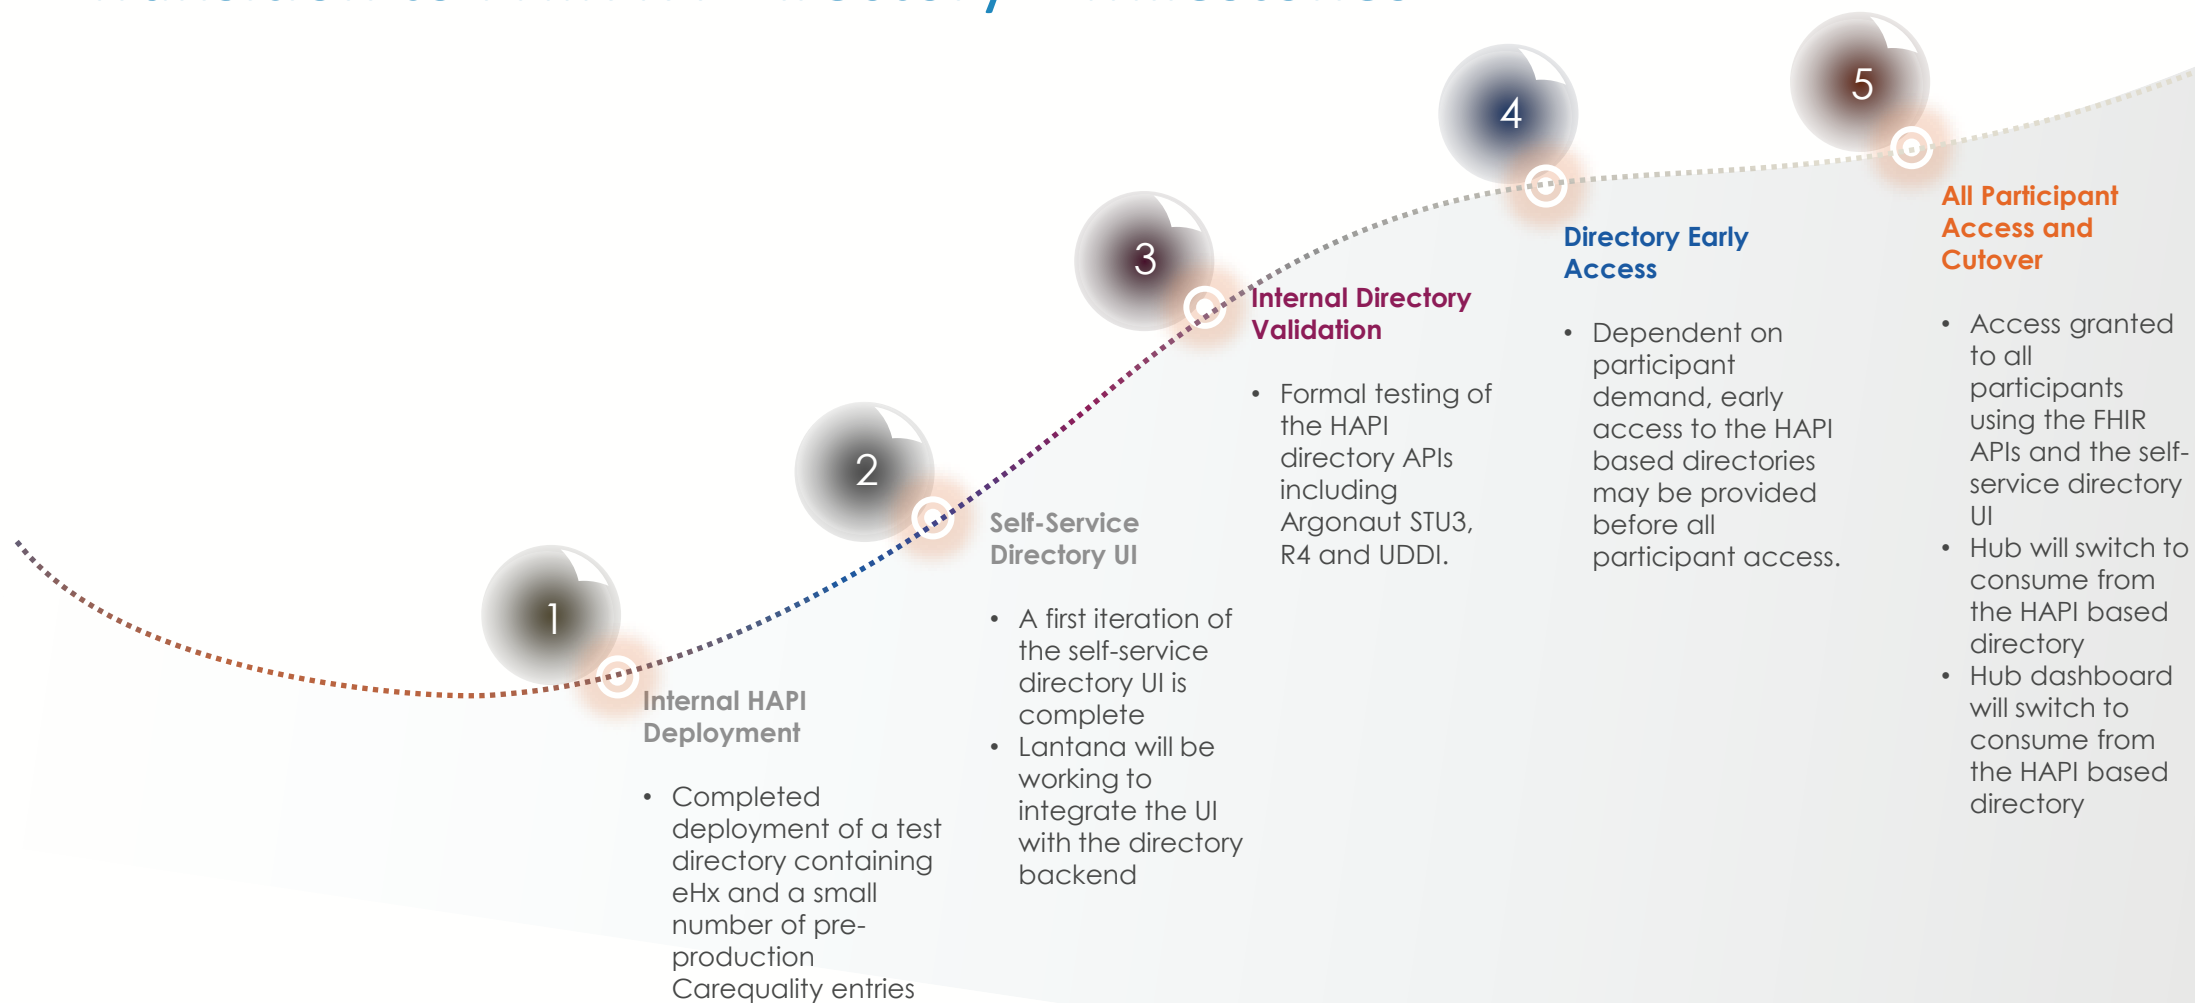 1
Internal HAPI
Deployment
• Completed
deployment of a test
directory containing
eHx and a small
number of pre-
production
Carequality entries
2
Self-Service
Directory UI
• A first iteration of
the self-service
directory UI is
complete
• Lantana will be
working to
integrate the UI
with the directory
backend
3
Internal Directory
Validation
• Formal testing of
the HAPI
directory APIs
including
Argonaut STU3,
R4 and UDDI.
4
Directory Early
Access
• Dependent on
participant
demand, early
access to the HAPI
based directories
may be provided
before all
participant access.
5
All Participant
Access and
Cutover
• Access granted
to all
participants
using the FHIR
APIs and the self-
service directory
UI
• Hub will switch to
consume from
the HAPI based
directory
• Hub dashboard
will switch to
consume from
the HAPI based
directory